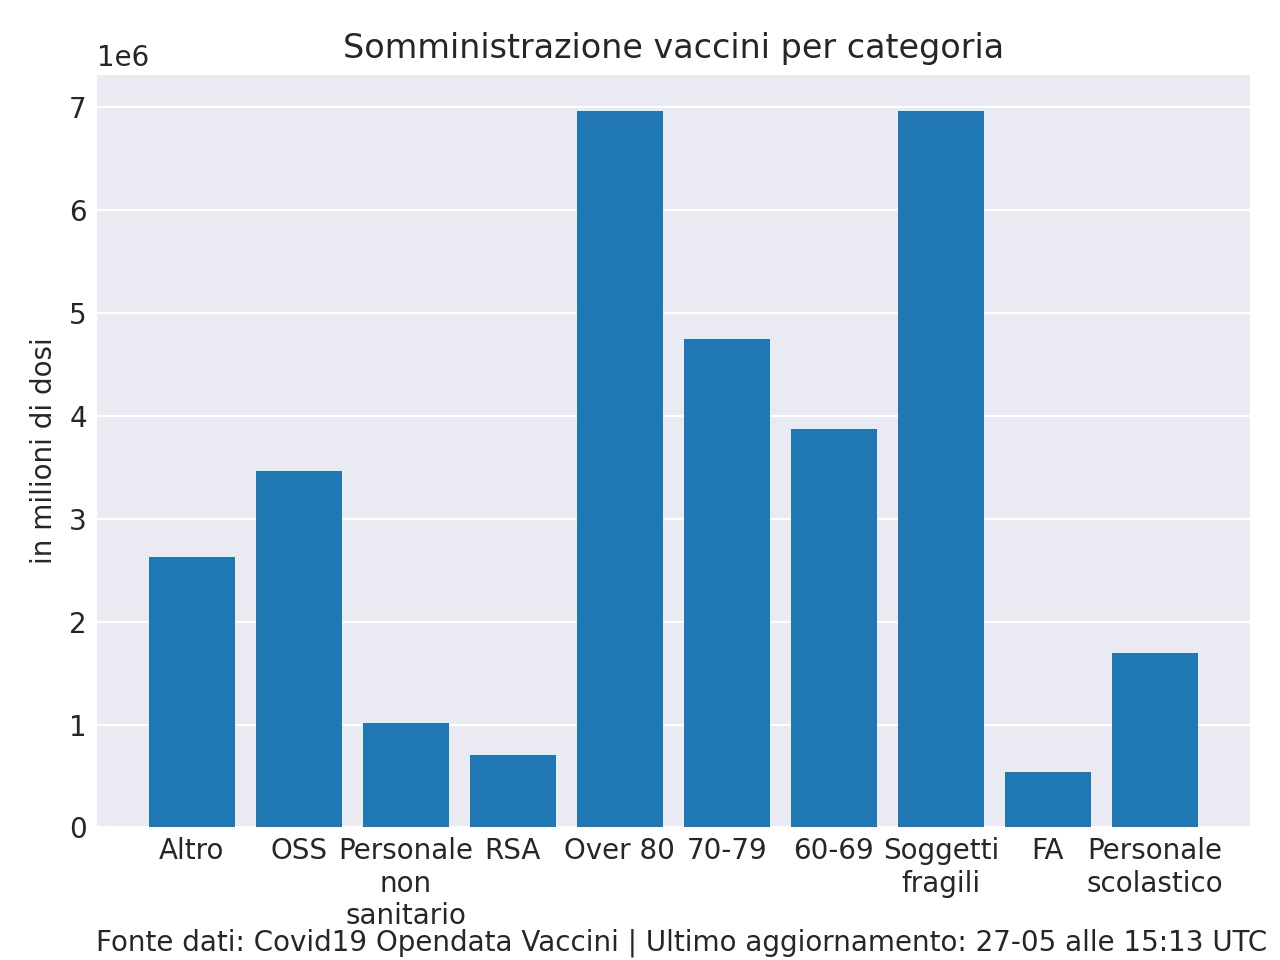 Somministrazione vaccini per categoria
1e6
7
6
5
4
3
2
1
0
in milioni di dosi
Altro OSS Personale RSA Over 80 70-79 60-69 Soggetti FA Personale
non fragili scolastico
sanitario
Fonte dati: Covid19 Opendata Vaccini | Ultimo aggiornamento: 27-05 alle 15:13 UTC